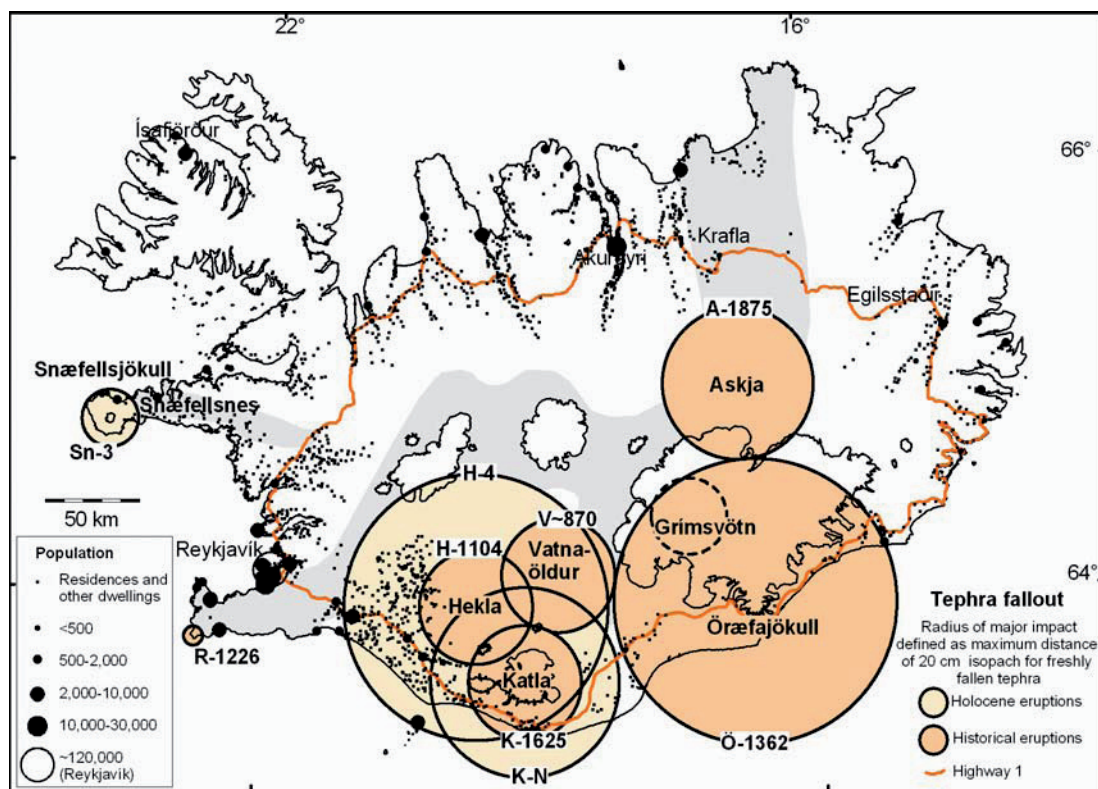 22°
16°
Ísafjörður
66°
Krafla
Akureyri
Egilsstaðir
A-1875
Askja
Snæfellsjökull
Snæfellsnes
Sn-3
50 km
H-4
V~870
Grímsvötn
H-1104
Vatna-
öldur
Reykjavik
Hekla
64°
Öræfajökull
R-1226
Katla
K-1625
Ö-1362
K-N
Population
Residences and
other dwellings
<500
500-2,000
2,000-10,000
10,000-30,000
~120,000
(Reykjavik)
Tephra fallout
Radius of major impact
defined as maximum distance
of 20 cm isopach for freshly
fallen tephra
Holocene eruptions
Historical eruptions
Highway 1